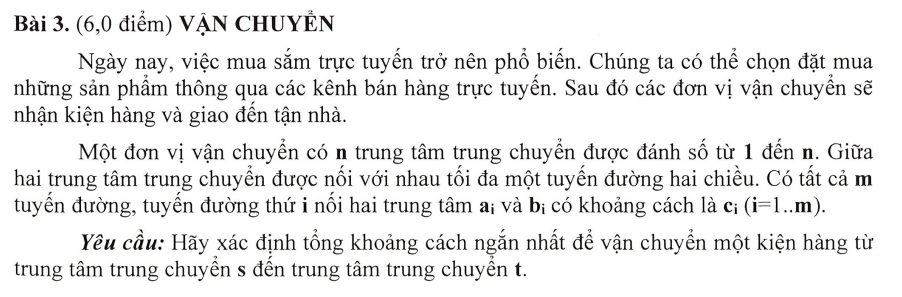 Bài 3. (6,0 điểm) VẬN CHUYỂN
Ngày nay, việc mua sắm trực tuyến trở nên phổ biến. Chúng ta có thể chọn đặt mua
những sản phẩm thông qua các kênh bán hàng trực tuyến. Sau đó các đơn vị vận chuyển sẽ
nhận kiện hàng và giao đến tận nhà.
Một đơn vị vận chuyển có n trung tâm trung chuyển được đánh số từ 1 đến n. Giữa
hai trung tâm trung chuyển được nối với nhau tối đa một tuyến đường hai chiều. Có tất cả m
tuyến đường, tuyến đường thứ i nối hai trung tâm aᵢ và bᵢ có khoảng cách là cᵢ (i=1..m).
Yêu cầu: Hãy xác định tổng khoảng cách ngắn nhất để vận chuyển một kiện hàng từ
trung tâm trung chuyển s đến trung tâm trung chuyển t.